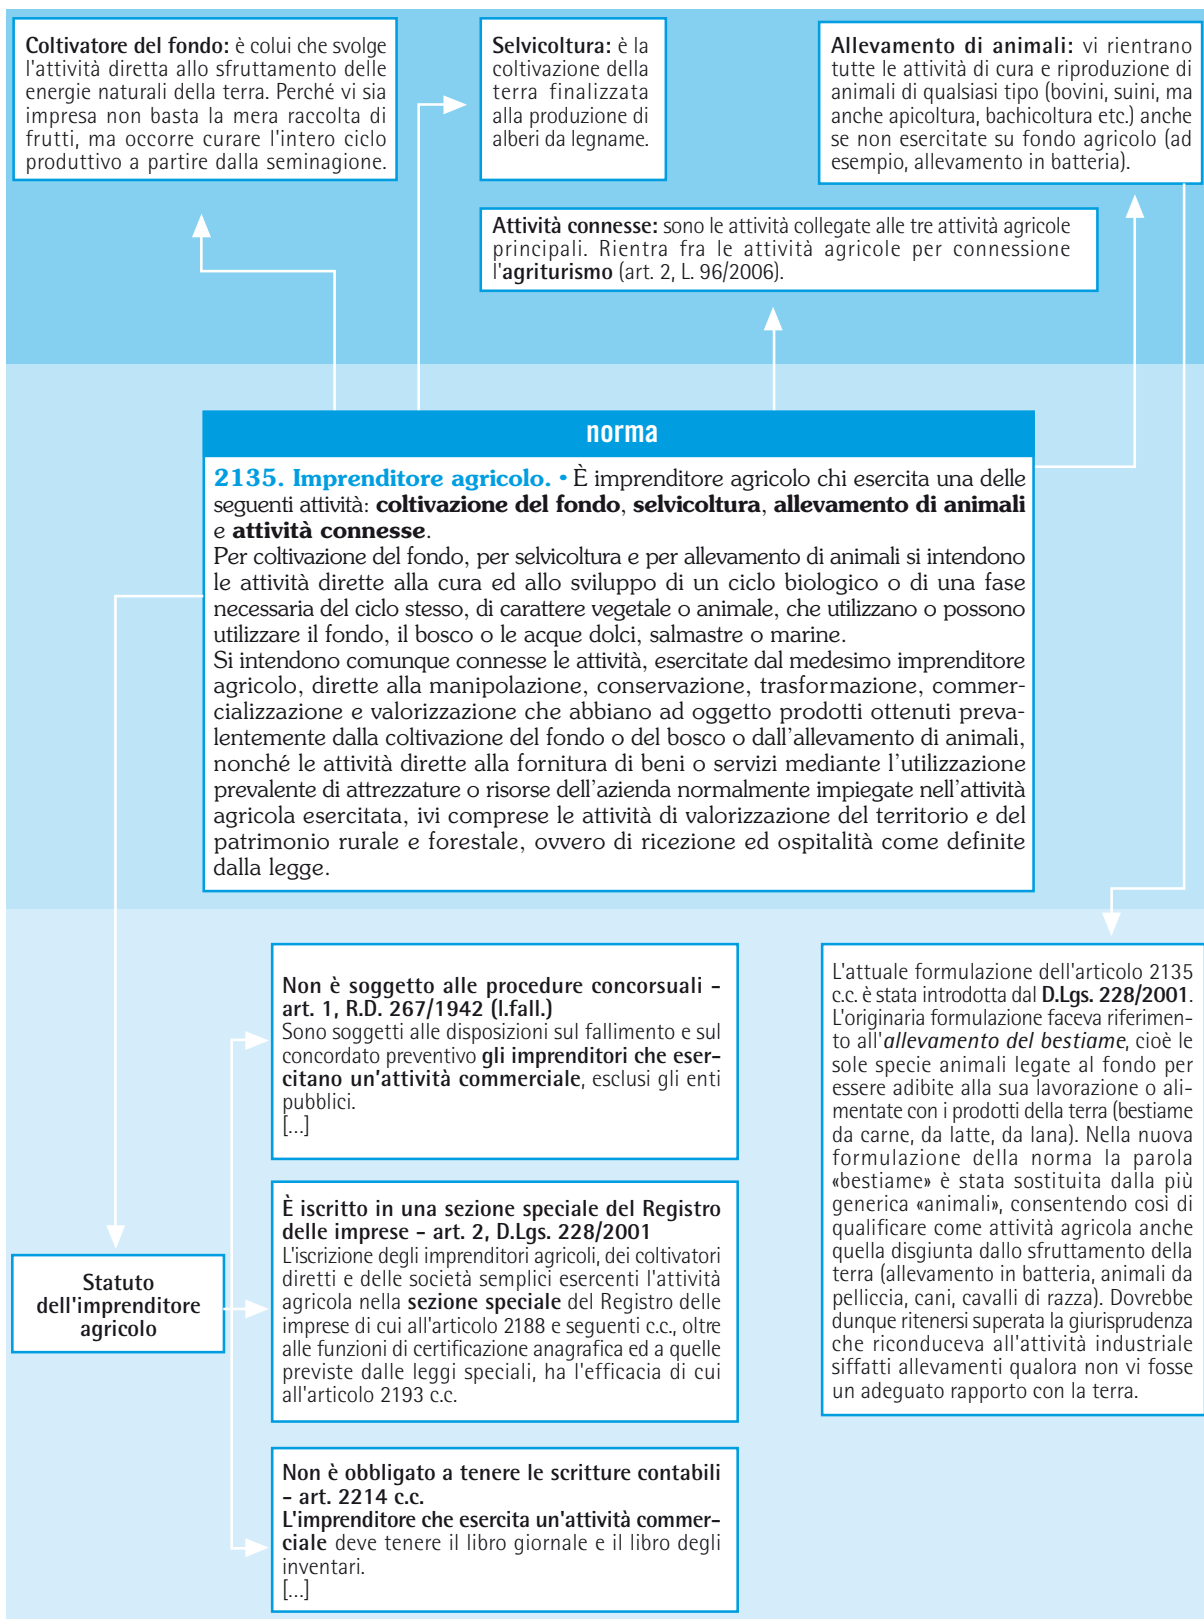 Coltivatore del fondo: è colui che svolge
l'attività diretta allo sfruttamento delle
energie naturali della terra. Perché vi sia
impresa non basta la mera raccolta di
frutti, ma occorre curare l'intero ciclo
produttivo a partire dalla seminagione.
Selvicoltura: è la
coltivazione della
terra finalizzata
alla produzione di
alberi da legname.
Allevamento di animali: vi rientrano
tutte le attività di cura e riproduzione di
animali di qualsiasi tipo (bovini, suini, ma
anche apicoltura, bachicoltura etc.) anche
se non esercitate su fondo agricolo (ad
esempio, allevamento in batteria).
Attività connesse: sono le attività collegate alle tre attività agricole
principali. Rientra fra le attività agricole per connessione
l'agriturismo (art. 2, L. 96/2006).
norma
2135. Imprenditore agricolo. • È imprenditore agricolo chi esercita una delle
seguenti attività: coltivazione del fondo, selvicoltura, allevamento di animali
e attività connesse.
Per coltivazione del fondo, per selvicoltura e per allevamento di animali si intendono
le attività dirette alla cura ed allo sviluppo di un ciclo biologico o di una fase
necessaria del ciclo stesso, di carattere vegetale o animale, che utilizzano o possono
utilizzare il fondo, il bosco o le acque dolci, salmastre o marine.
Si intendono comunque connesse le attività, esercitate dal medesimo imprenditore
agricolo, dirette alla manipolazione, conservazione, trasformazione, commer-
cializzazione e valorizzazione che abbiano ad oggetto prodotti ottenuti preva-
lentemente dalla coltivazione del fondo o del bosco o dall'allevamento di animali,
nonché le attività dirette alla fornitura di beni o servizi mediante l'utilizzazione
prevalente di attrezzature o risorse dell'azienda normalmente impiegate nell'attività
agricola esercitata, ivi comprese le attività di valorizzazione del territorio e del
patrimonio rurale e forestale, ovvero di ricezione ed ospitalità come definite
dalla legge.
Statuto
dell'imprenditore
agricolo
Non è soggetto alle procedure concorsuali –
art. 1, R.D. 267/1942 (l.fall.)
Sono soggetti alle disposizioni sul fallimento e sul
concordato preventivo gli imprenditori che eser-
citano un'attività commerciale, esclusi gli enti
pubblici.
[...]
È iscritto in una sezione speciale del Registro
delle imprese – art. 2, D.Lgs. 228/2001
L'iscrizione degli imprenditori agricoli, dei coltivatori
diretti e delle società semplici esercenti l'attività
agricola nella sezione speciale del Registro delle
imprese di cui all'articolo 2188 e seguenti c.c., oltre
alle funzioni di certificazione anagrafica ed a quelle
previste dalle leggi speciali, ha l'efficacia di cui
all'articolo 2193 c.c.
Non è obbligato a tenere le scritture contabili
– art. 2214 c.c.
L'imprenditore che esercita un'attività commer-
ciale deve tenere il libro giornale e il libro degli
inventari.
[...]
L'attuale formulazione dell'articolo 2135
c.c. è stata introdotta dal D.Lgs. 228/2001.
L'originaria formulazione faceva riferimen-
to all'allevamento del bestiame, cioè le
sole specie animali legate al fondo per
essere adibite alla sua lavorazione o ali-
mentate con i prodotti della terra (bestiame
da carne, da latte, da lana). Nella nuova
formulazione della norma la parola
«bestiame» è stata sostituita dalla più
generica «animali», consentendo così di
qualificare come attività agricola anche
quella disgiunta dallo sfruttamento della
terra (allevamento in batteria, animali da
pelliccia, cani, cavalli di razza). Dovrebbe
dunque ritenersi superata la giurisprudenza
che riconduceva all'attività industriale
siffatti allevamenti qualora non vi fosse
un adeguato rapporto con la terra.